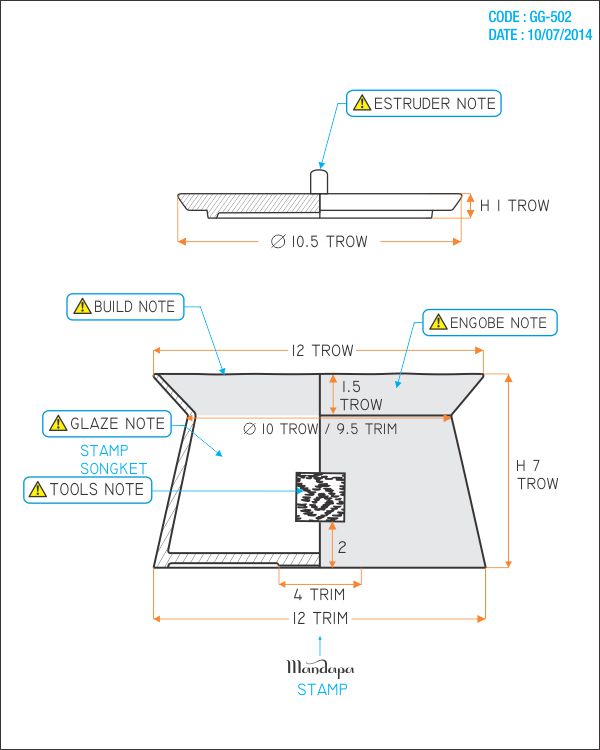 CODE : GG-502
DATE : 10/07/2014
ESTRUDER NOTE
H 1 TROW
Ø 10.5 TROW
BUILD NOTE
ENGOBE NOTE
12 TROW
1.5
TROW
GLAZE NOTE
Ø 10 TROW / 9.5 TRIM
STAMP
SONGKET
H 7
TROW
TOOLS NOTE
2
4 TRIM
12 TRIM
Mandapa
STAMP